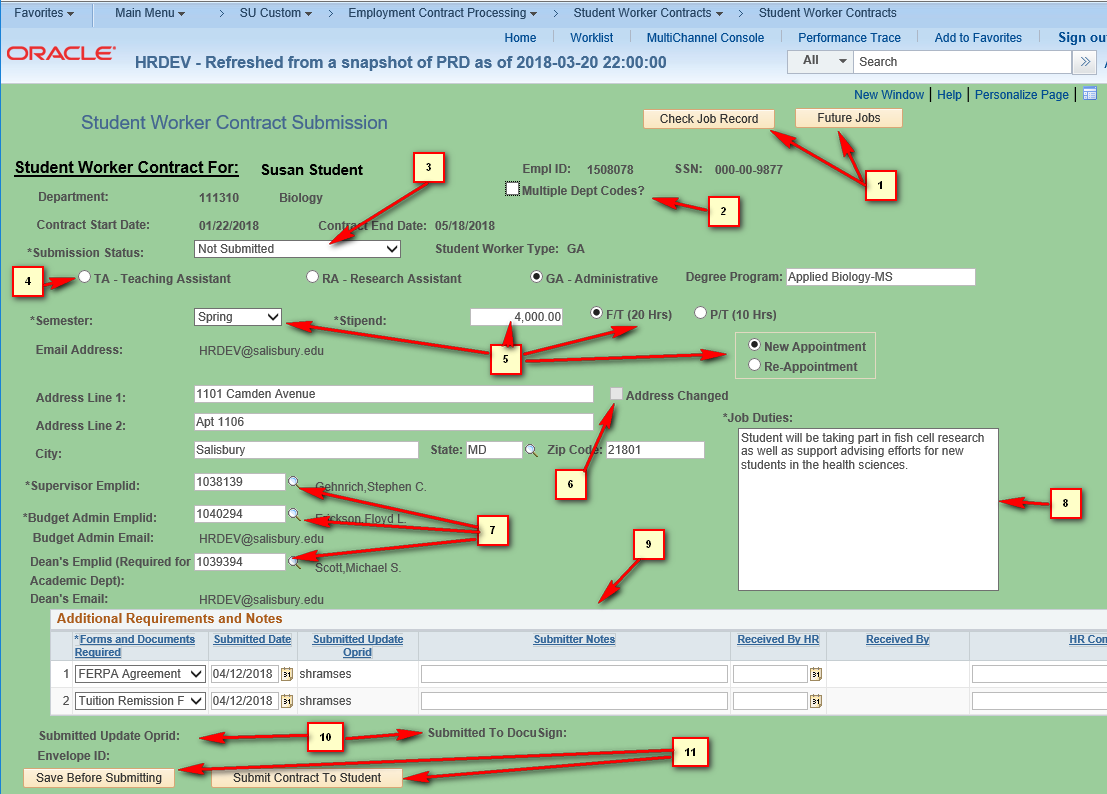 Favorites Main Menu > SU Custom > Employment Contract Processing > Student Worker Contracts > Student Worker Contracts
Home Worklist MultiChannel Console Performance Trace Add to Favorites Sign ou
ORACLE
HRDEV - Refreshed from a snapshot of PRD as of 2018-03-20 22:00:00
All Search
New Window | Help | Personalize Page |
Student Worker Contract Submission
Check Job Record Future Jobs
1
Student Worker Contract For: Susan Student
3
Empl ID: 1508078 SSN: 000-00-9877
Department: 111310 Biology
Multiple Dept Codes?
2
Contract Start Date: 01/22/2018 Contract End Date: 05/18/2018
*Submission Status: Not Submitted Student Worker Type: GA
4
TA - Teaching Assistant RA - Research Assistant GA - Administrative Degree Program: Applied Biology-MS
*Semester: Spring *Stipend: 4,000.00 F/T (20 Hrs) P/T (10 Hrs)
5
Email Address: HRDEV@salisbury.edu
New Appointment
Re-Appointment
Address Line 1: 1101 Camden Avenue Address Changed
Address Line 2: Apt 1106
*Job Duties:
City: Salisbury State: MD Zip Code: 21801
Student will be taking part in fish cell research
as well as support advising efforts for new
students in the health sciences.
6
8
*Supervisor Emplid: 1038139 Gehnrich,Stephen C.
*Budget Admin Emplid: 1040294 Erickson,Floyd L.
7
Budget Admin Email: HRDEV@salisbury.edu
9
Dean's Emplid (Required for
Academic Dept): 1039394 Scott,Michael S.
Dean's Email: HRDEV@salisbury.edu
Additional Requirements and Notes
*Forms and Documents
Required
Submitted Date
Submitted Update
Oprid
Submitter Notes
Received By HR
Received By
HR Con
1 FERPA Agreement 04/12/2018 31 shramses 31
2 Tuition Remission F 04/12/2018 31 shramses 31
Submitted Update Oprid: 10 Submitted To DocuSign:
Envelope ID:
11
Save Before Submitting Submit Contract To Student